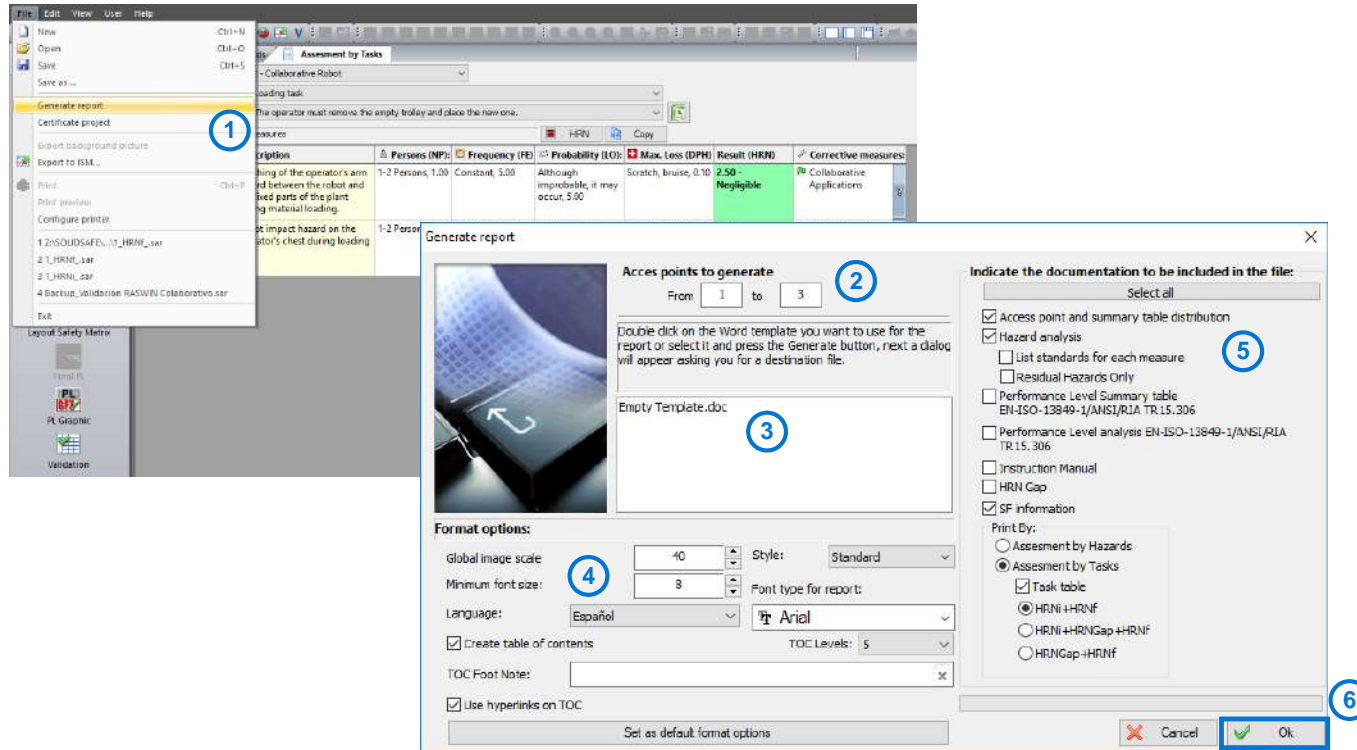 File Edit View User Help
New Ctrl+N
Open Ctrl+O
Save Ctrl+S
Save as ...
Generate report
Certificate project
Export background picture
Export to ISM...
Print Ctrl+P
Print preview
Configure printer
1 Z:\SOLIDSAFE\...\1_HRNf_.sar
2 1_HRNf_.sar
3 1_HRNi_.sar
4 Backup_Validacion RASWIN Colaborativo.sar
Exit
1
Assesment by Tasks
- Collaborative Robot
oading task
The operator must remove the empty trolley and place the new one.
easures
HRN Copy
cription Persons (NP): Frequency (FE) Probability (LO): Max. Loss (DPH) Result (HRN) Corrective measures:
hing of the operator's arm
rd between the robot and
ixed parts of the plant
ng material loading.
1-2 Persons, 1.00 Constant, 5.00
Although
improbable, it may
occur, 5.00
Scratch, bruise, 0.10
2.50 -
Negligible
Collaborative
Applications
ot impact hazard on the
ator's chest during loading
1-2 Person
Layout Safety Matrix
Final PL
PL
PL Graphic
Validation
Generate report
Acces points to generate
From 1 to 3
2
Double click on the Word template you want to use for the
report or select it and press the Generate button, next a dialog
will appear asking you for a destination file.
Empty Template.doc
3
Format options:
Global image scale 40 Style: Standard
4
Minimum font size: 8 Font type for report:
Language: Español Arial
Create table of contents TOC Levels: 5
TOC Foot Note:
Use hyperlinks on TOC
Set as default format options
Indicate the documentation to be included in the file:
Select all
Access point and summary table distribution
Hazard analysis
5
List standards for each measure
Residual Hazards Only
Performance Level Summary table
EN-ISO-13849-1/ANSI/RIA TR15.306
Performance Level analysis EN-ISO-13849-1/ANSI/RIA
TR15.306
Instruction Manual
HRN Gap
SF information
Print By:
Assesment by Hazards
Assesment by Tasks
Task table
HRNi+HRNf
HRNi+HRNGap+HRNf
HRNGap+HRNf
6
Cancel Ok